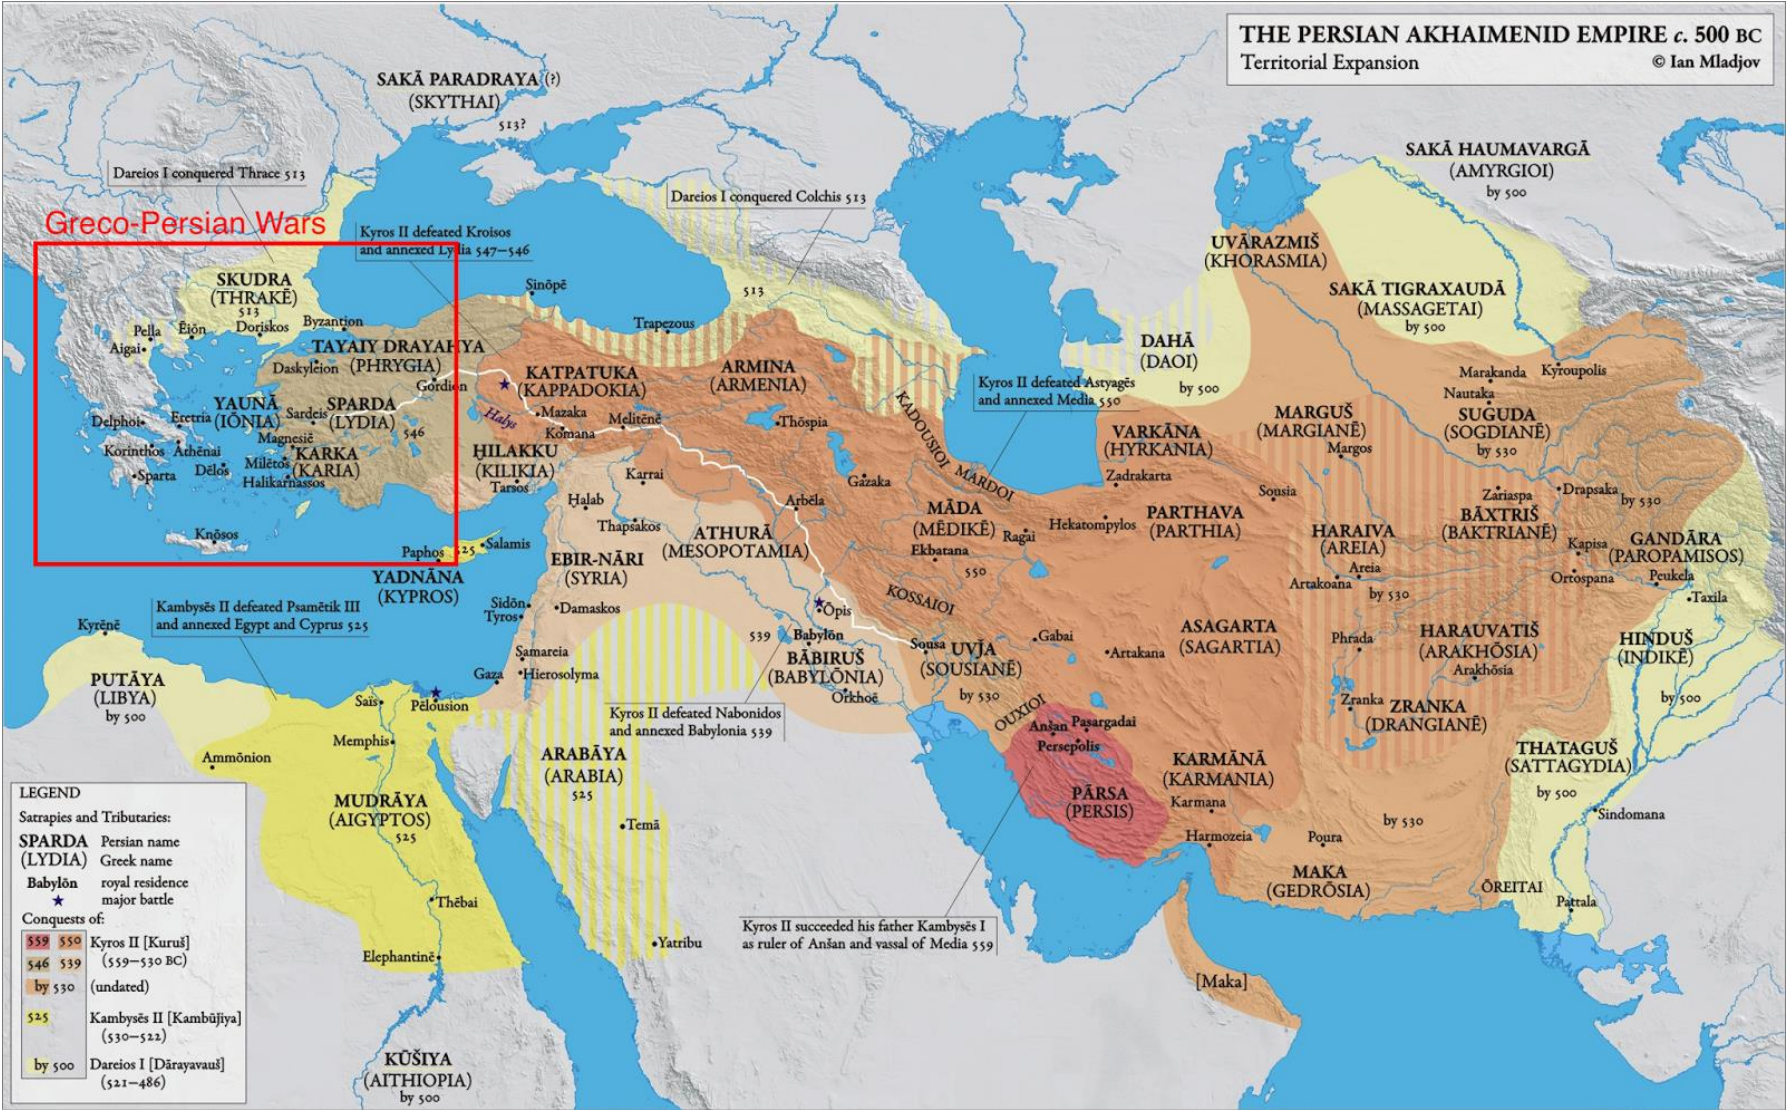 THE PERSIAN AKHAIMENID EMPIRE c. 500 BC
Territorial Expansion
© Ian Mladjov
SAKĀ PARADRAYA (?)
(SKYTHAI)
513?
Dareios I conquered Thrace 513
Dareios I conquered Colchis 513
SAKĀ HAUMAVARGĀ
(AMYRGIOI)
by 500
Greco-Persian Wars
Kyros II defeated Kroisos
and annexed Lydia 547–546
UVĀRAZMIŠ
(KHORASMIA)
SKUDRA
(THRAKĒ)
513
Sinōpē
513
SAKĀ TIGRAXAUDĀ
(MASSAGETAI)
by 500
Pella
Ēiōn
Doriskos
Byzantion
Aigai
Trapezous
DAHĀ
(DAOI)
by 500
TAYAIY DRAYAHYA
(PHRYGIA)
Daskyleion
Gordion
KATPATUKA
(KAPPADOKIA)
ARMINA
(ARMENIA)
Kyros II defeated Astyagēs
and annexed Media 550
Marakanda
Kyroupolis
Nautaka
YAUNĀ
(IŌNIA)
Sardeis
SPARDA
(LYDIA)
546
Halys
Mazaka
Komana
Melitēnē
Thōspia
KADOUSIOI
MARDOI
MARGUŠ
(MARGIANĒ)
Margos
SUGUDA
(SOGDIANĒ)
by 530
Delphoi
Eretria
Korinthos
Athēnai
Sparta
Dēlos
Magnesiē
Milētos
Halikarnassos
KARKA
(KARIA)
ḪILAKKU
(KILIKIA)
Tarsos
Karrai
Gazaka
VARKĀNA
(HYRKANIA)
Zadrakarta
Sousia
Zariaspa
Drapsaka
by 530
BĀXTRIŠ
(BAKTRIANĒ)
Ḥalab
Thapsakos
Arbēla
MĀDA
(MĒDIKĒ)
Ragai
Ekbatana
550
Hekatompylos
PARTHAVA
(PARTHIA)
HARAIVA
(AREIA)
Areia
Artakoana
by 530
Kapisa
Ortospana
GANDĀRA
(PAROPAMISOS)
Peukela
Taxila
Knōsos
Paphos
525
Salamis
YADNĀNA
(KYPROS)
ATHURĀ
(MESOPOTAMIA)
EBIR-NĀRI
(SYRIA)
KOSSAIOI
Kambysēs II defeated Psamētik III
and annexed Egypt and Cyprus 525
Sidōn
Tyros
Damaskos
Ōpis
539
Babylōn
BĀBIRUŠ
(BABYLŌNIA)
Orkhoē
Sousa
UVJA
(SOUSIANĒ)
by 530
Gabai
Artakana
ASAGARTA
(SAGARTIA)
Phrada
HARAUVATIŠ
(ARAKHŌSIA)
Arakhōsia
HINDUŠ
(INDIKĒ)
by 500
Kyrēnē
PUTĀYA
(LIBYA)
by 500
Samareia
Gaza
Hierosolyma
Saïs
Pēlousion
Kyros II defeated Nabonidos
and annexed Babylonia 539
OUXIOI
Anšan
Pasargadai
Persepolis
Zranka
ZRANKA
(DRANGIANĒ)
Memphis
Ammōnion
ARABĀYA
(ARABIA)
525
PĀRSA
(PERSIS)
KARMĀNĀ
(KARMANIA)
Karmana
Harmozeia
THATAGUŠ
(SATTAGYDIA)
by 500
Sindomana
MUDRĀYA
(AIGYPTOS)
525
Temā
Poura
by 530
MAKA
(GEDRŌSIA)
ŌREITAI
Pattala
Thēbai
Yatribu
Elephantinē
Kyros II succeeded his father Kambysēs I
as ruler of Anšan and vassal of Media 559
[Maka]
KŪŠIYA
(AITHIOPIA)
by 500
LEGEND
Satrapies and Tributaries:
SPARDA Persian name
(LYDIA) Greek name
Babylōn royal residence
major battle
Conquests of:
559 550 Kyros II [Kuruš]
546 539 (559–530 BC)
by 530 (undated)
525 Kambysēs II [Kambūjiya]
(530–522)
by 500 Dareios I [Dārayavauš]
(521–486)